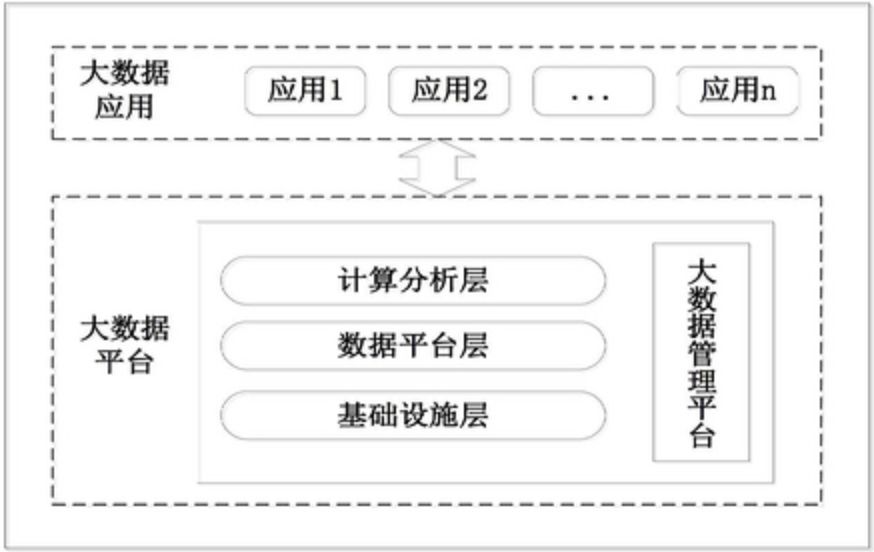 大数据
应用
应用1
应用2
...
应用n
大数据
平台
计算分析层
数据平台层
基础设施层
大数据管理平台